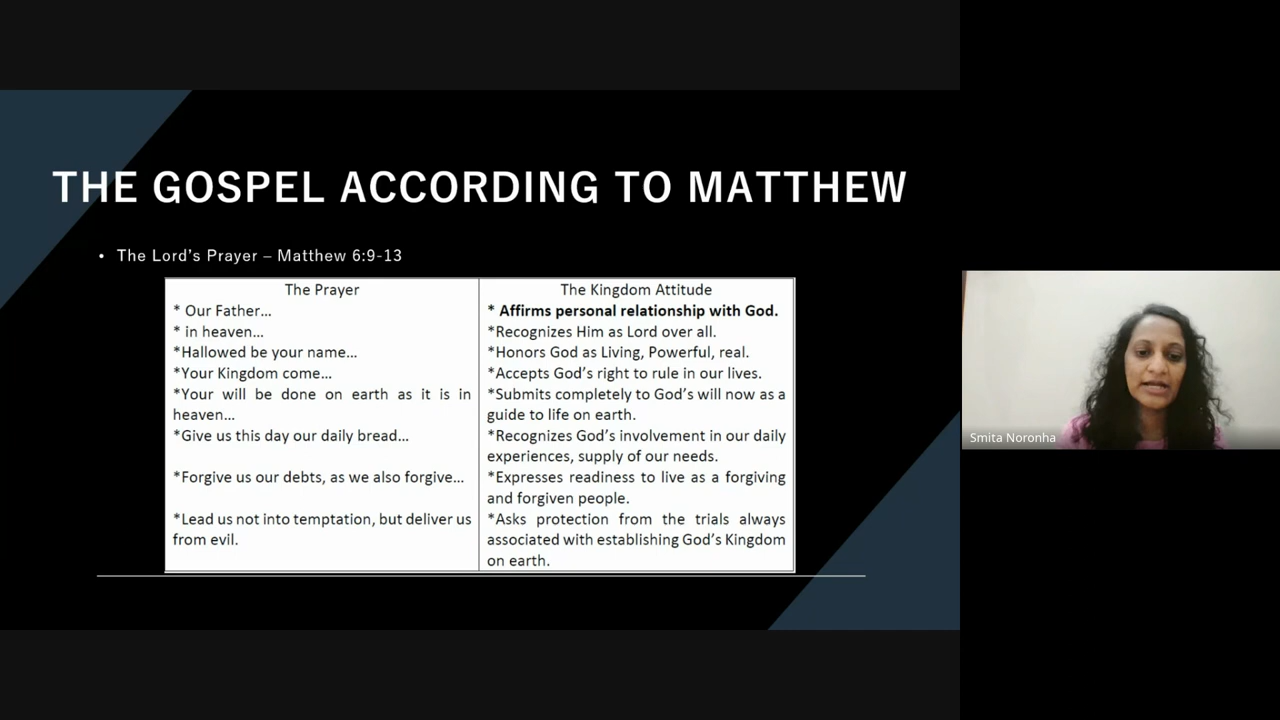 THE GOSPEL ACCORDING TO MATTHEW
• The Lord's Prayer – Matthew 6:9-13
The Prayer
* Our Father...
* in heaven...
*Hallowed be your name...
*Your Kingdom come...
*Your will be done on earth as it is in
heaven...
*Give us this day our daily bread...
*Forgive us our debts, as we also forgive...
*Lead us not into temptation, but deliver us
from evil.
The Kingdom Attitude
* Affirms personal relationship with God.
*Recognizes Him as Lord over all.
*Honors God as Living, Powerful, real.
*Accepts God's right to rule in our lives.
*Submits completely to God's will now as a
guide to life on earth.
*Recognizes God's involvement in our daily
experiences, supply of our needs.
*Expresses readiness to live as a forgiving
and forgiven people.
*Asks protection from the trials always
associated with establishing God's Kingdom
on earth.
Smita Noronha